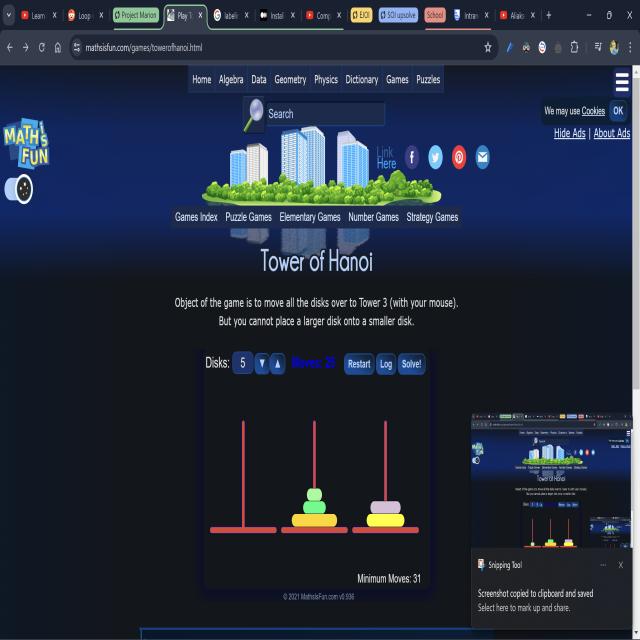 Learn
Loop
Project Marion
Play T
labelin
Instal
Comp
EJOI
SOI upsolve
School
Intran
Aliaks
mathsisfun.com/games/towerofhanoi.html
Home Algebra Data Geometry Physics Dictionary Games Puzzles
Search
We may use Cookies OK
Hide Ads | About Ads
MATH'S FUN
Link
Here
Games Index Puzzle Games Elementary Games Number Games Strategy Games
Tower of Hanoi
Object of the game is to move all the disks over to Tower 3 (with your mouse).
But you cannot place a larger disk onto a smaller disk.
Disks: 5 Moves: 25 Restart Log Solve!
Minimum Moves: 31
© 2021 MathsIsFun.com v0.936
Snipping Tool
Screenshot copied to clipboard and saved
Select here to mark up and share.